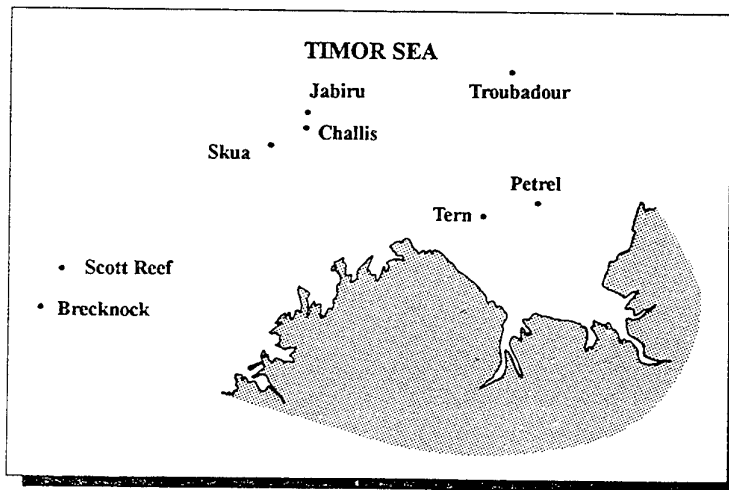 TIMOR SEA
Jabiru
Troubadour
Challis
Skua
Petrel
Tern
Scott Reef
Brecknock